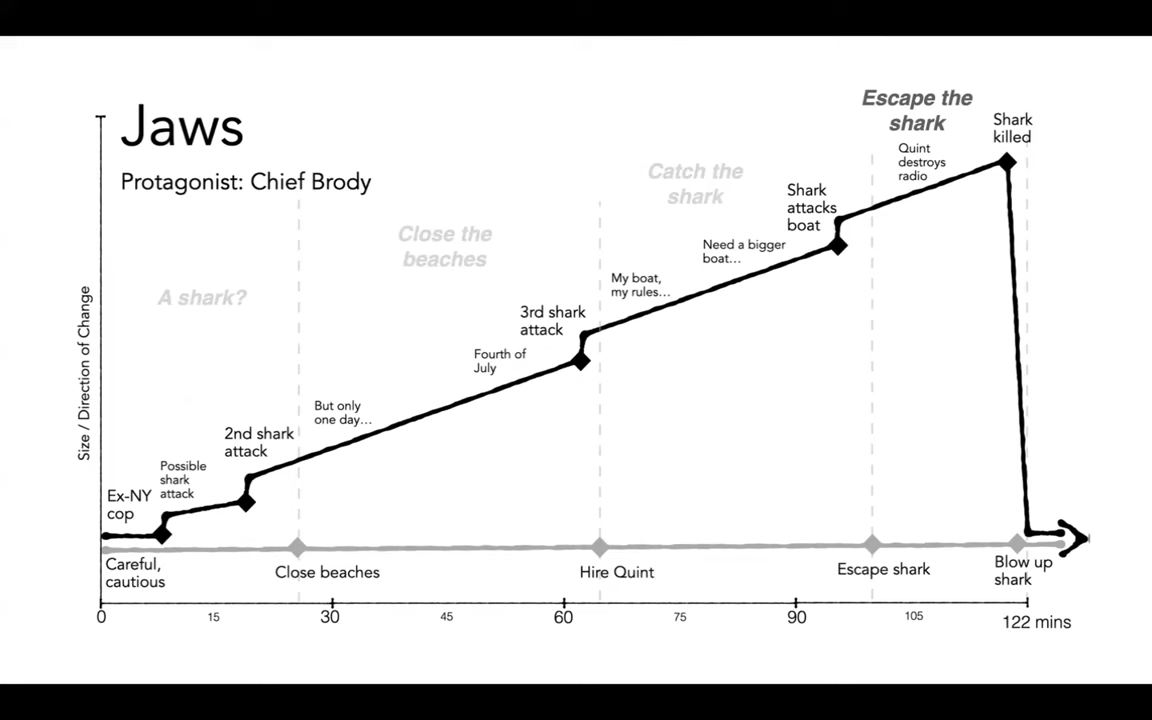 Jaws
Protagonist: Chief Brody
Size / Direction of Change
A shark?
Close the
beaches
Catch the
shark
Escape the
shark
Ex-NY
cop
Possible
shark
attack
2nd shark
attack
But only
one day...
Fourth of
July
3rd shark
attack
My boat,
my rules...
Need a bigger
boat...
Shark
attacks
boat
Quint
destroys
radio
Shark
killed
Careful,
cautious
Close beaches
Hire Quint
Escape shark
Blow up
shark
0
15
30
45
60
75
90
105
122 mins